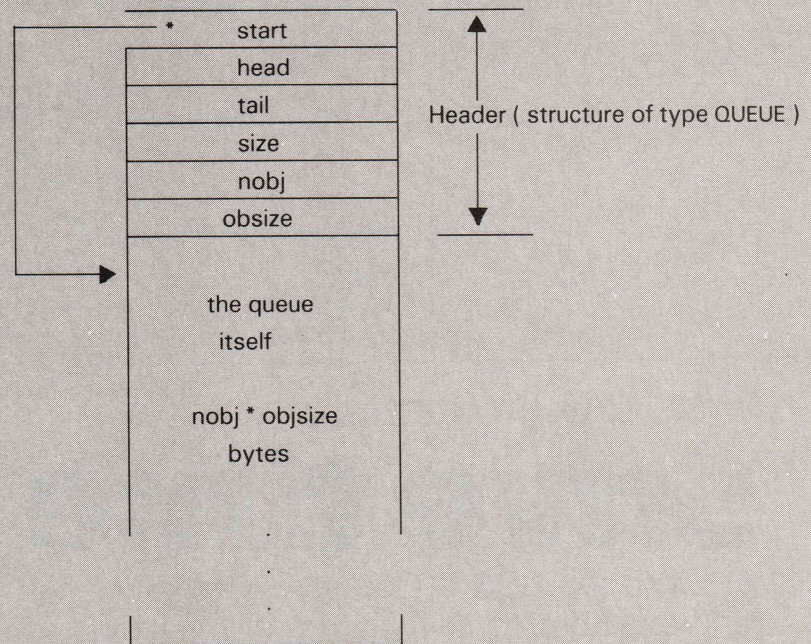 * start
head
tail
Header ( structure of type QUEUE )
size
nobj
obsize
the queue
itself
nobj * objsize
bytes